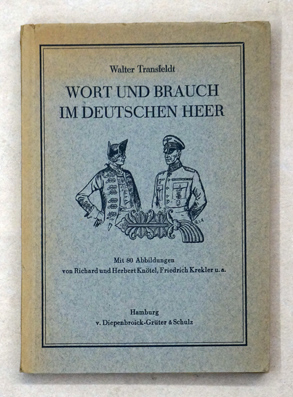 Walter Transfeldt
WORT UND BRAUCH
IM DEUTSCHEN HEER
Mit 80 Abbildungen
von Richard und Herbert Knötel, Friedrich Krekler u. a.
Hamburg
v. Diepenbroick-Grüter & Schulz